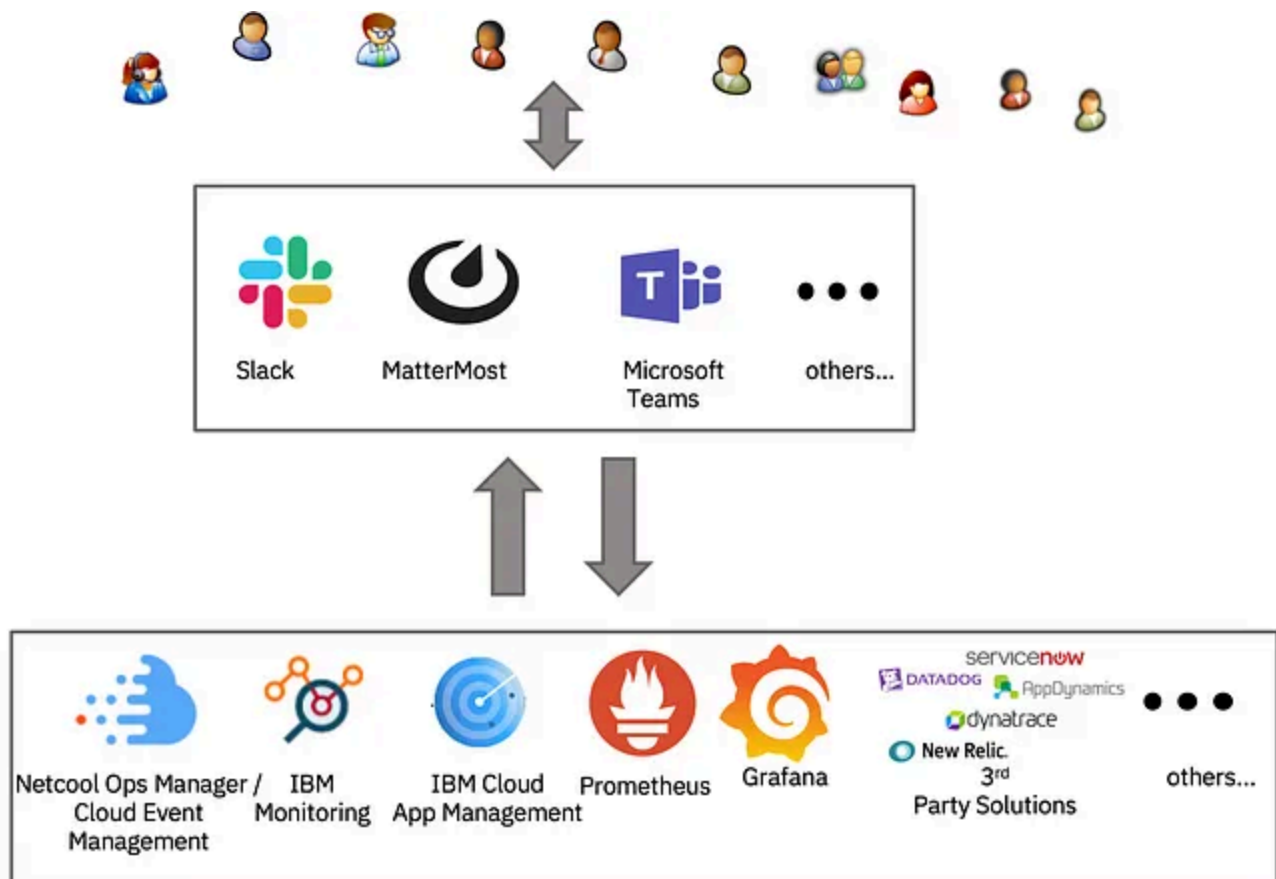 Slack
MatterMost
T
Microsoft
Teams
others...
servicenow
DATADOG
AppDynamics
dynatrace
New Relic.
Netcool Ops Manager /
Cloud Event
Management
IBM
Monitoring
IBM Cloud
App Management
Prometheus
Grafana
3rd
Party Solutions
others...